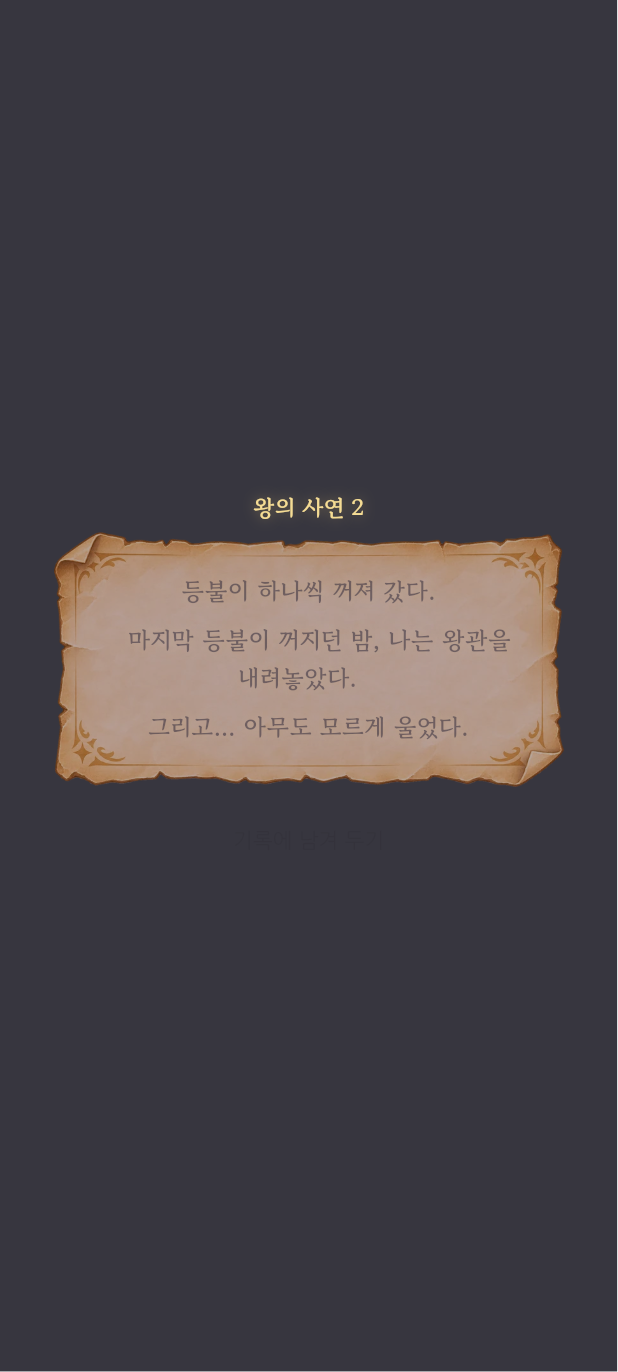 왕의 사연 2
등불이 하나씩 꺼져 갔다.
마지막 등불이 꺼지던 밤, 나는 왕관을
내려놓았다.
그리고... 아무도 모르게 울었다.